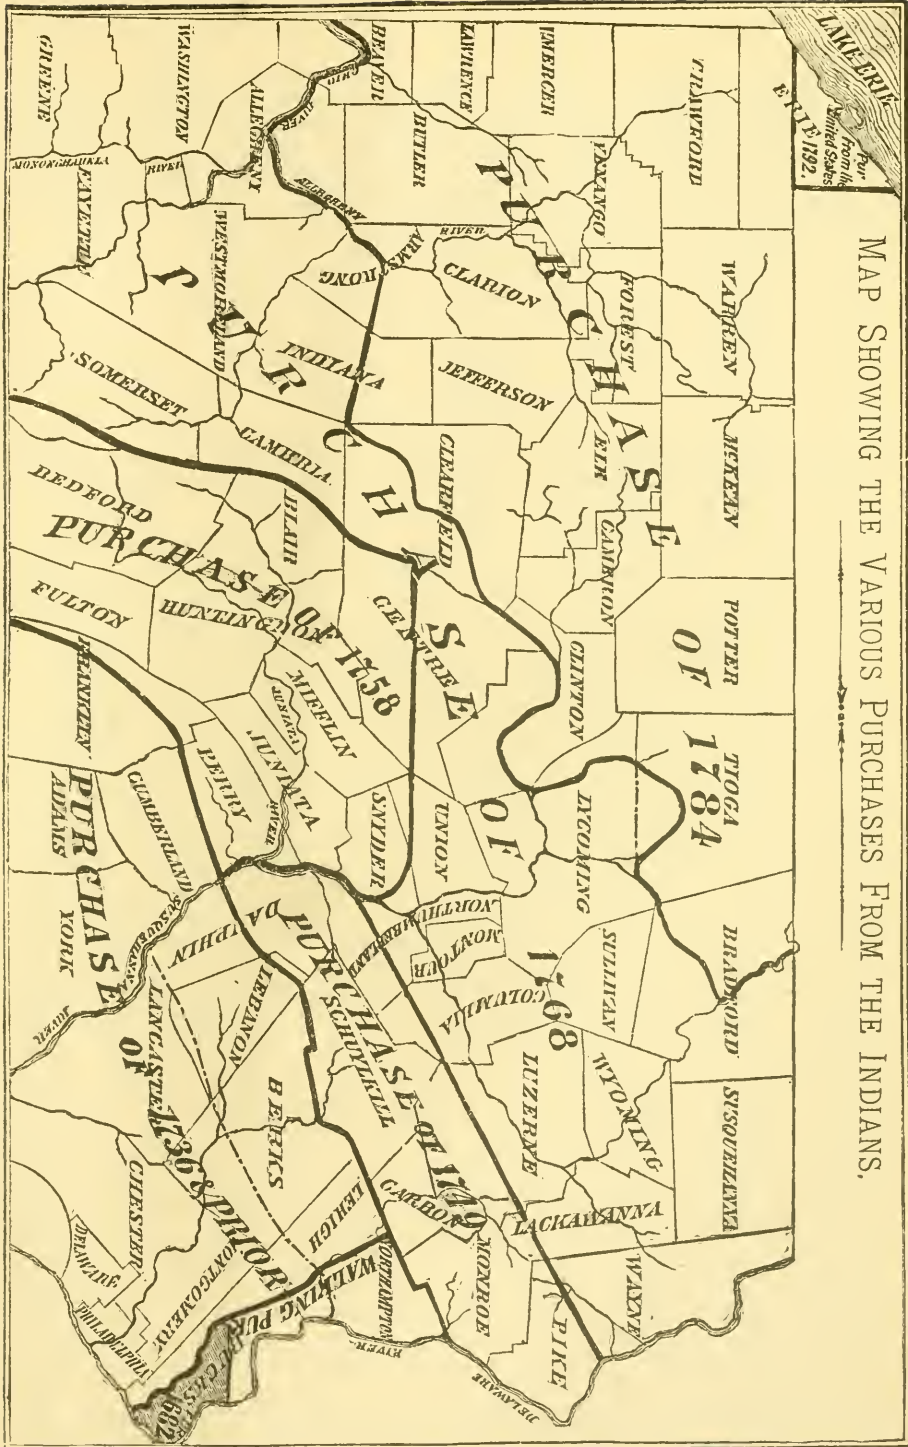 MAP SHOWING THE VARIOUS PURCHASES FROM THE INDIANS.
LAKE ERIE
Pur
from the
United States
1792.
ERIE
CRAWFORD
WARREN
McKEAN
POTTER
TIOGA
BRADFORD
SUSQUEHANNA
WAYNE
MERCER
VENANGO
FOREST
ELK
CAMERON
CLINTON
LYCOMING
SULLIVAN
WYOMING
LACKAWANNA
PIKE
LAWRENCE
BUTLER
CLARION
JEFFERSON
CLEARFIELD
CENTRE
UNION
NORTHUMBERLAND
MONTOUR
COLUMBIA
LUZERNE
MONROE
CARBON
BEAVER
ALLEGHENY
ARMSTRONG
INDIANA
CAMBRIA
BLAIR
HUNTINGDON
MIFFLIN
JUNIATA
SNYDER
PERRY
DAUPHIN
SCHUYLKILL
LEBANON
BERKS
LEHIGH
NORTHAMPTON
WASHINGTON
WESTMORELAND
SOMERSET
BEDFORD
FULTON
FRANKLIN
CUMBERLAND
ADAMS
YORK
LANCASTER
CHESTER
MONTGOMERY
DELAWARE
PHILADELPHIA
BUCKS
GREENE
FAYETTE
OHIO
RIVER
ALLEGHENY
RIVER
MONONGAHELA
RIVER
JUNIATA
RIVER
SUSQUEHANNA
RIVER
DELAWARE
RIVER
PURCHASE OF 1784
PURCHASE OF 1768
PURCHASE OF 1758
PURCHASE OF 1749
PURCHASE OF 1736 & PRIOR
WALKING PUR
1682